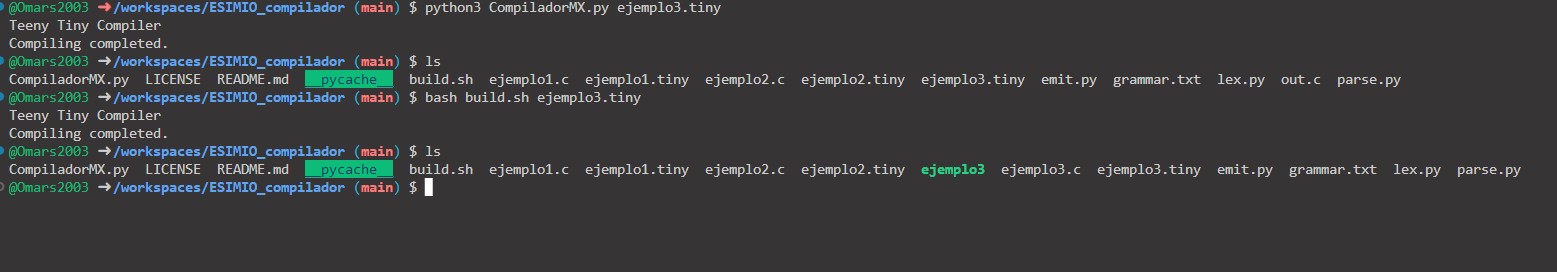 @Omars2003 ➜/workspaces/ESIMIO_compilador (main) $ python3 CompiladorMX.py ejemplo3.tiny
Teeny Tiny Compiler
Compiling completed.
@Omars2003 ➜/workspaces/ESIMIO_compilador (main) $ ls
CompiladorMX.py LICENSE README.md __pycache__ build.sh ejemplo1.c ejemplo1.tiny ejemplo2.c ejemplo2.tiny ejemplo3.tiny emit.py grammar.txt lex.py out.c parse.py
@Omars2003 ➜/workspaces/ESIMIO_compilador (main) $ bash build.sh ejemplo3.tiny
Teeny Tiny Compiler
Compiling completed.
@Omars2003 ➜/workspaces/ESIMIO_compilador (main) $ ls
CompiladorMX.py LICENSE README.md __pycache__ build.sh ejemplo1.c ejemplo1.tiny ejemplo2.c ejemplo2.tiny ejemplo3 ejemplo3.c ejemplo3.tiny emit.py grammar.txt lex.py parse.py
@Omars2003 ➜/workspaces/ESIMIO_compilador (main) $